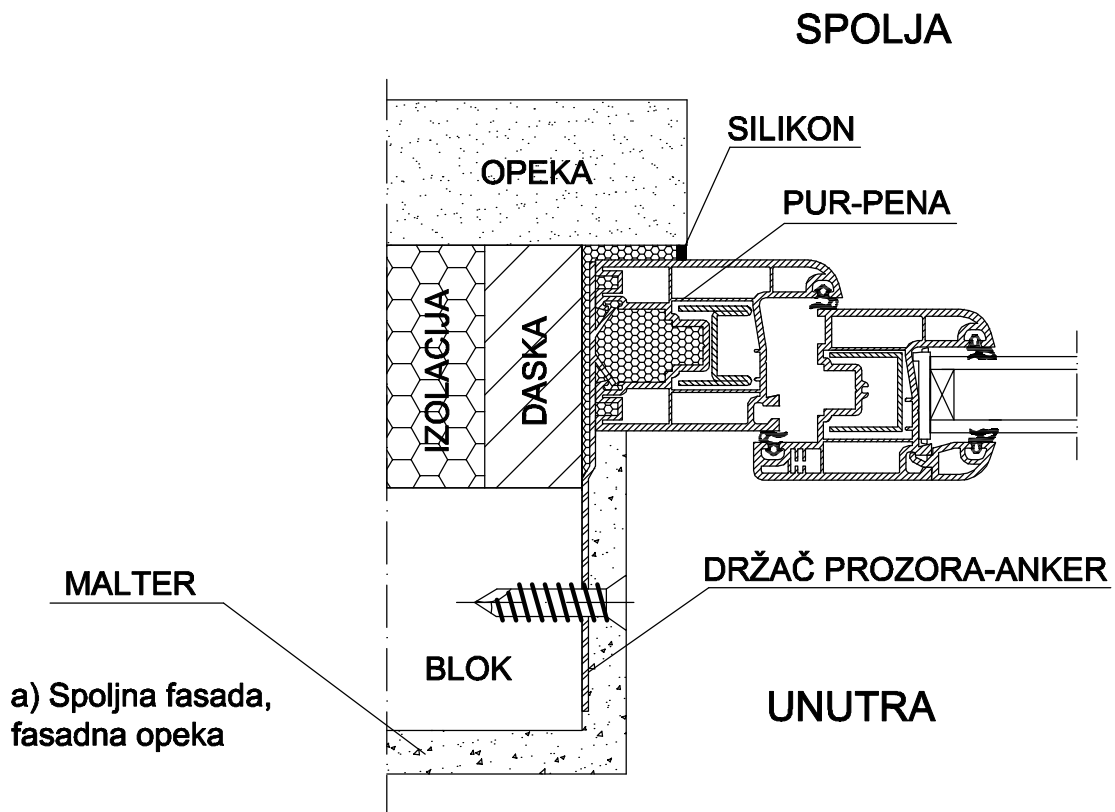 SPOLJA
SILIKON
OPEKA
PUR-PENA
IZOLACIJA
DASKA
DRŽAČ PROZORA-ANKER
MALTER
BLOK
a) Spoljna fasada,
fasadna opeka
UNUTRA